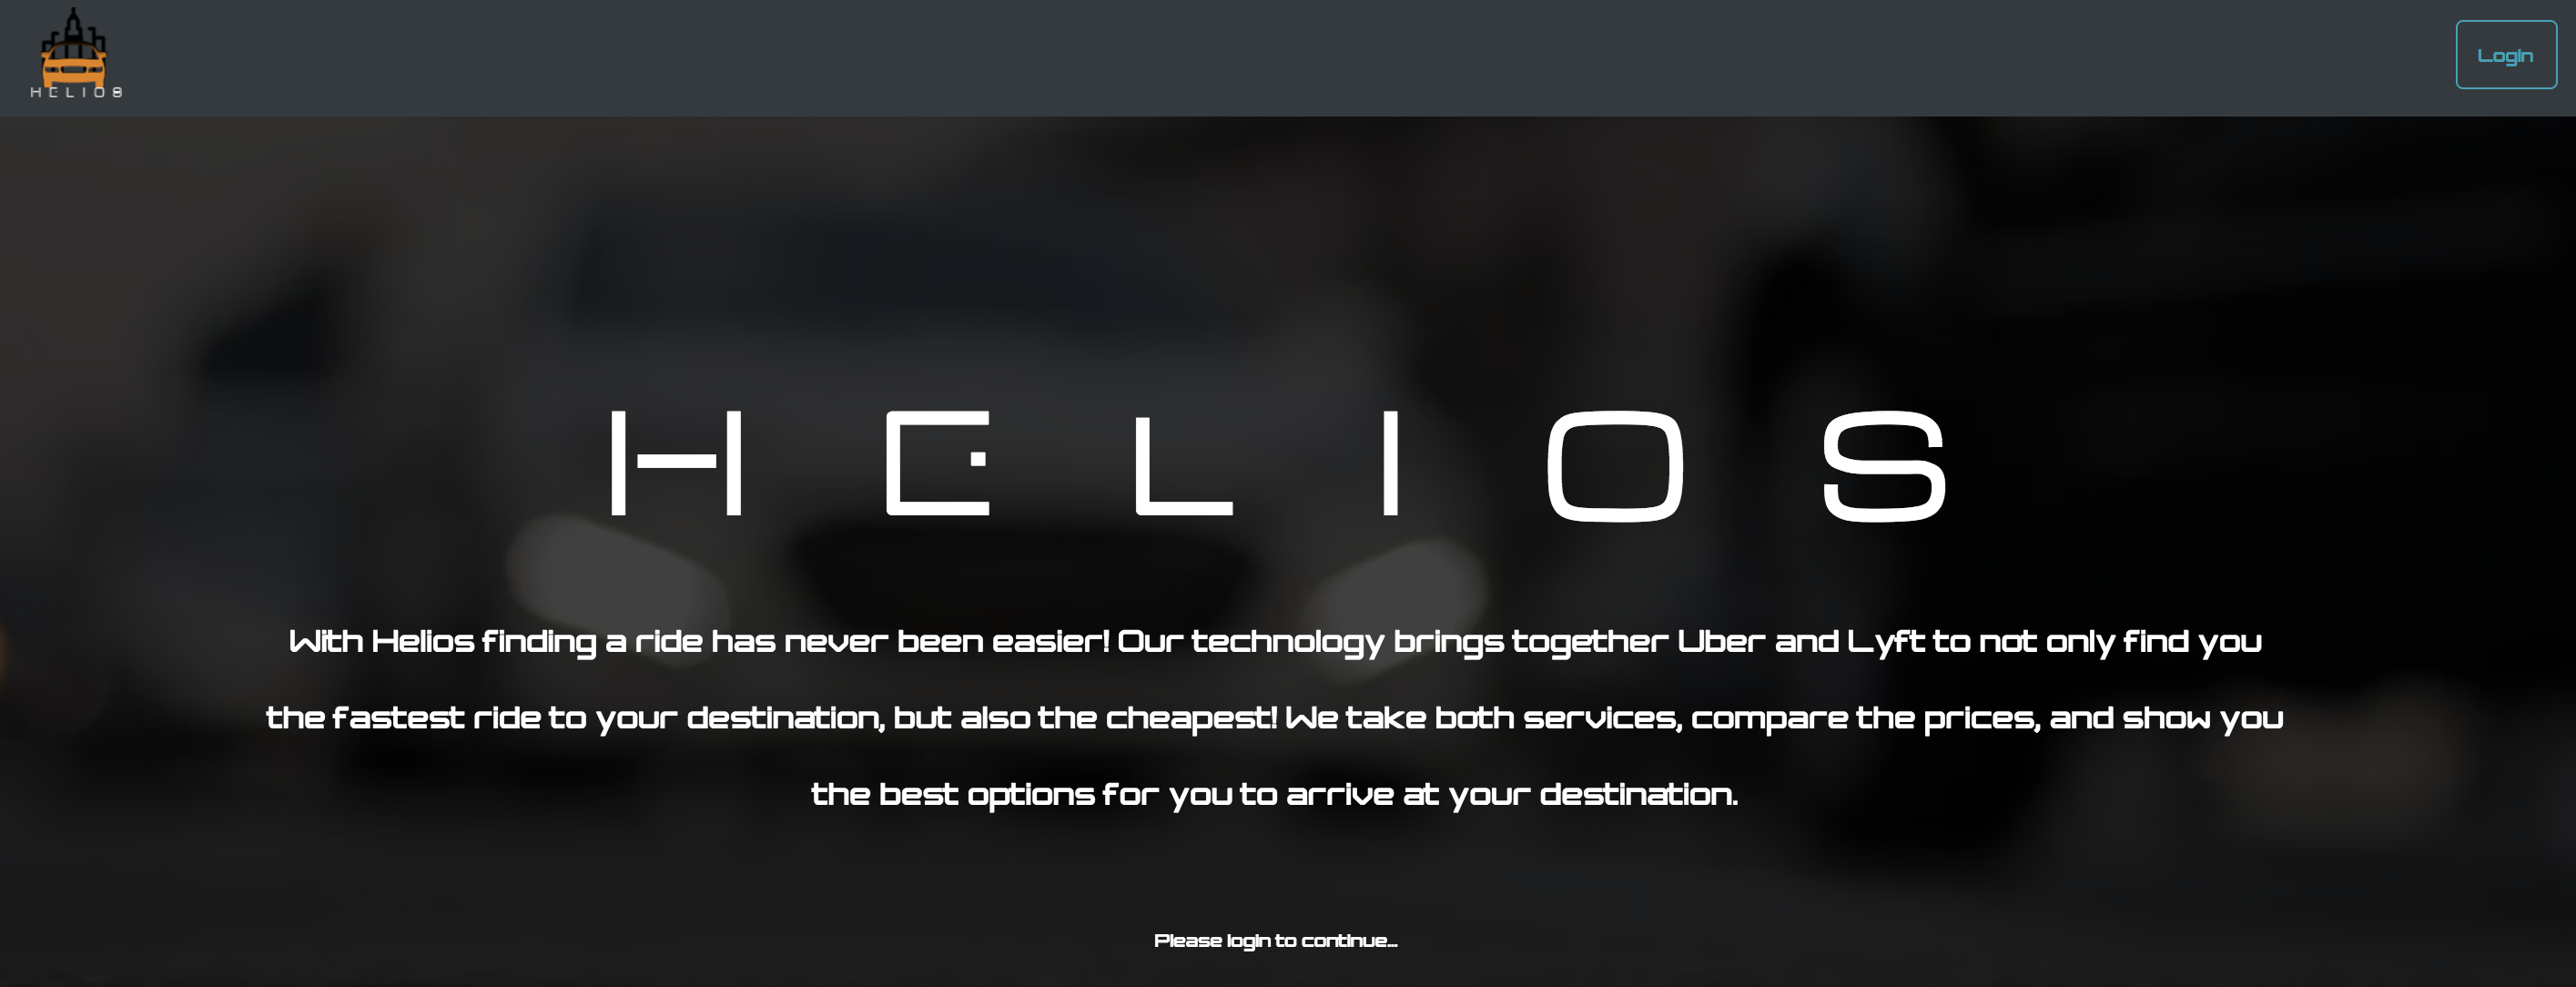 HELIOS
Login
HELIOS
With Helios finding a ride has never been easier! Our technology brings together Uber and Lyft to not only find you
the fastest ride to your destination, but also the cheapest! We take both services, compare the prices, and show you
the best options for you to arrive at your destination.
Please login to continue...